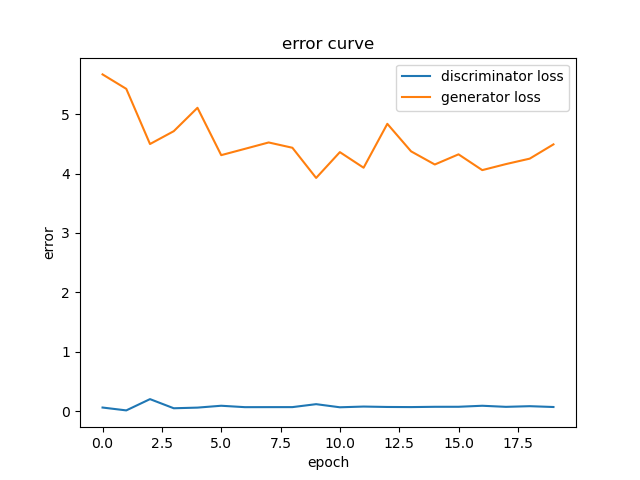 error curve
discriminator loss
generator loss
5
4
3
2
1
0
error
0.0 2.5 5.0 7.5 10.0 12.5 15.0 17.5
epoch